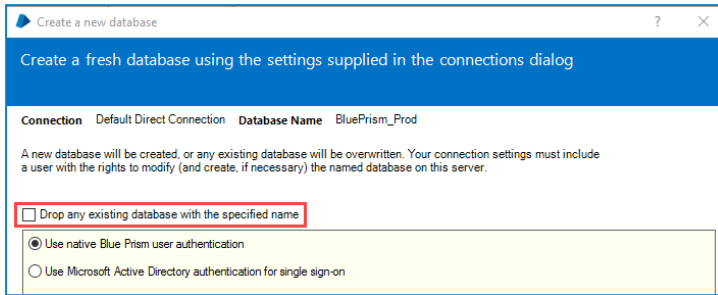 Create a new database
Create a fresh database using the settings supplied in the connections dialog
Connection Default Direct Connection Database Name BluePrism_Prod
A new database will be created, or any existing database will be overwritten. Your connection settings must include
a user with the rights to modify (and create, if necessary) the named database on this server.
Drop any existing database with the specified name
Use native Blue Prism user authentication
Use Microsoft Active Directory authentication for single sign-on